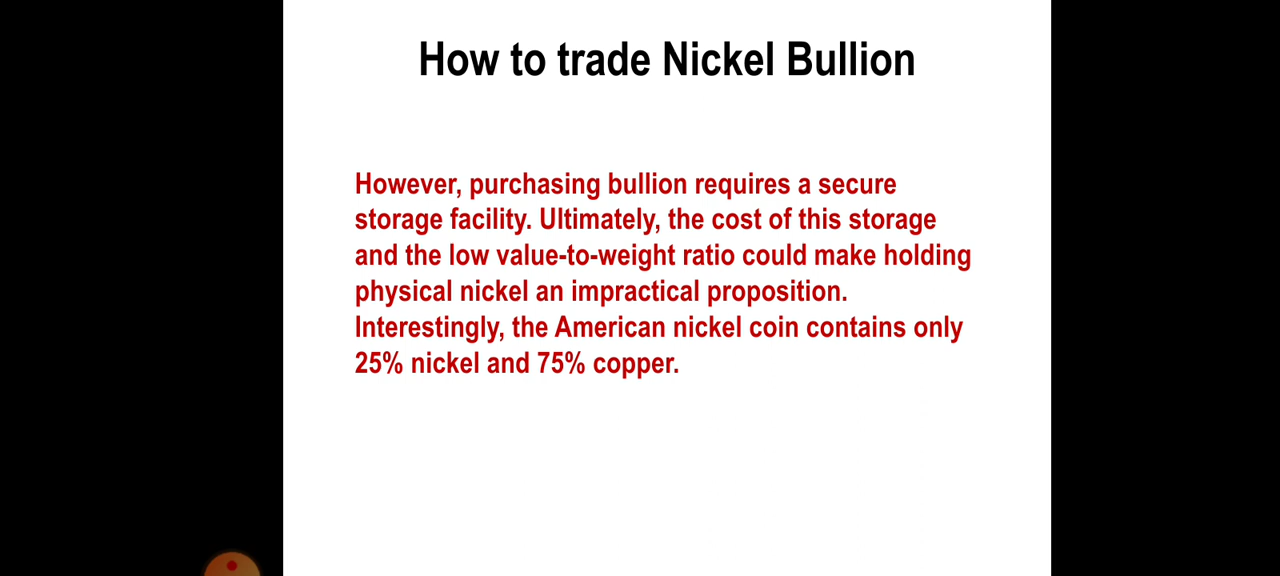 How to trade Nickel Bullion
However, purchasing bullion requires a secure
storage facility. Ultimately, the cost of this storage
and the low value-to-weight ratio could make holding
physical nickel an impractical proposition.
Interestingly, the American nickel coin contains only
25% nickel and 75% copper.